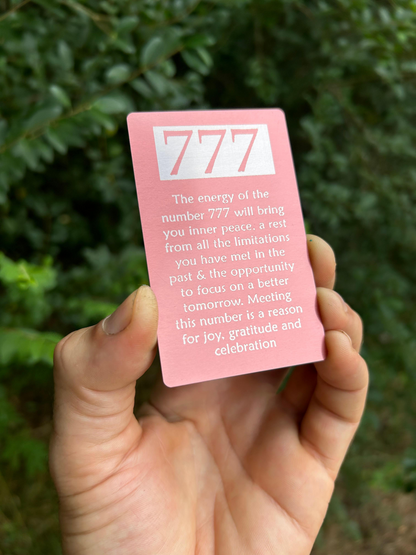 777
The energy of the
number 777 will bring
you inner peace, a rest
from all the limitations
you have met in the
past & the opportunity
to focus on a better
tomorrow. Meeting
this number is a reason
for joy, gratitude and
celebration